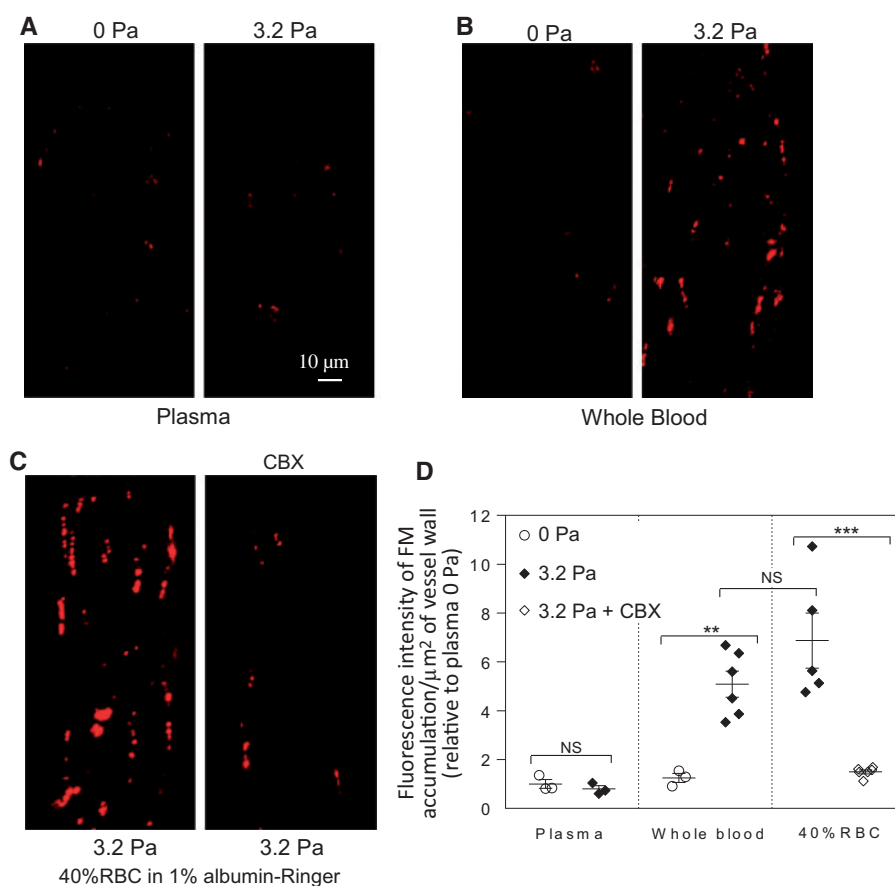 A
0 Pa
3.2 Pa
10 μm
Plasma
B
0 Pa
3.2 Pa
Whole Blood
C
CBX
3.2 Pa
3.2 Pa
40%RBC in 1% albumin-Ringer
D
Fluorescence intensity of FM
accumulation/μm² of vessel wall
(relative to plasma 0 Pa)
12
10
8
6
4
2
0
0 Pa
3.2 Pa
3.2 Pa + CBX
NS
**
NS
***
Plasma
Whole blood
40%RBC